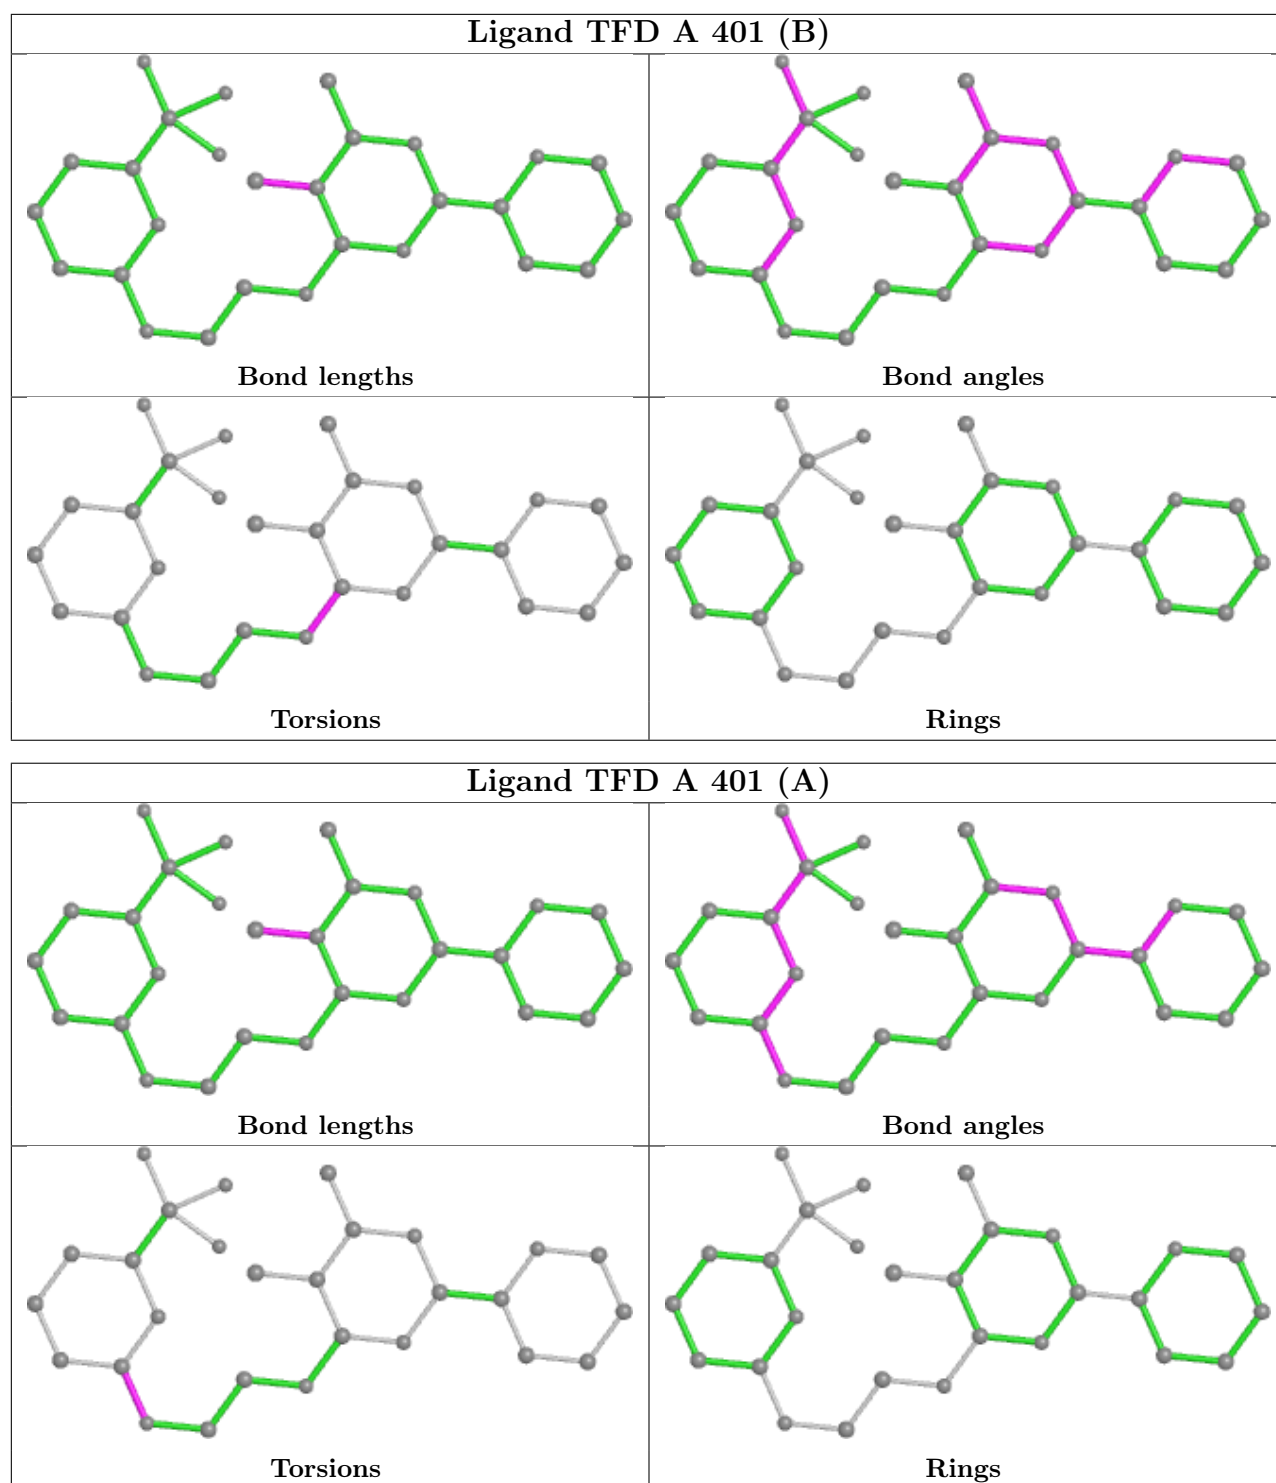 Ligand TFD A 401 (B)
Bond lengths
Bond angles
Torsions
Rings
Ligand TFD A 401 (A)
Bond lengths
Bond angles
Torsions
Rings